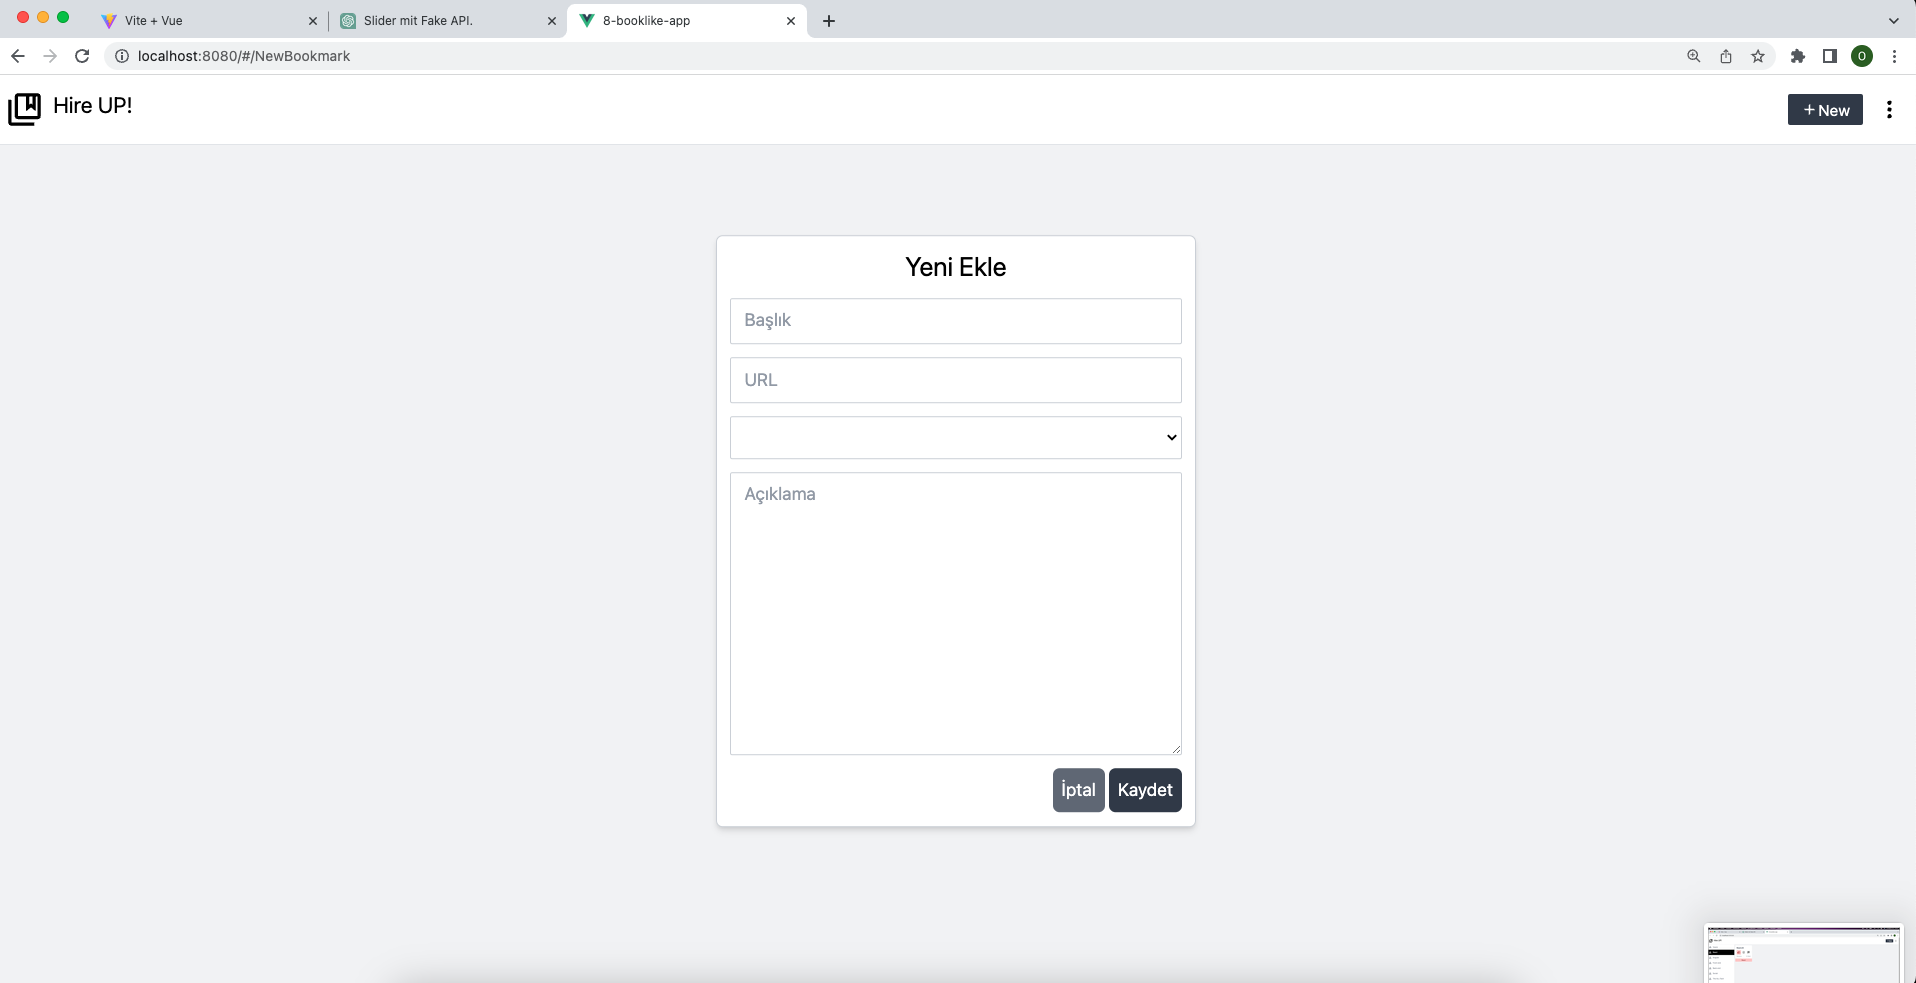 Vite + Vue
Slider mit Fake API.
8-booklike-app
localhost:8080/#/NewBookmark
O
Hire UP!
+ New
Yeni Ekle
Başlık
URL
Açıklama
İptal
Kaydet